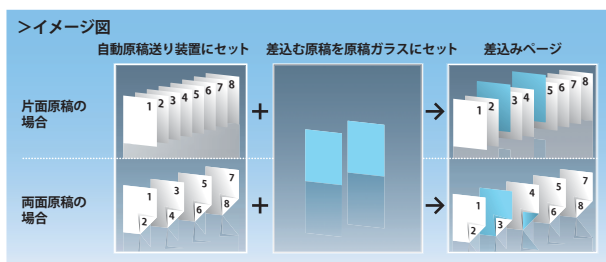 ＞イメージ図
自動原稿送り装置にセット 差込む原稿を原稿ガラスにセット 差込みページ
片面原稿の
場合
1 2 3 4 5 6 7 8 + → 1 2 3 4 5 6 7 8
両面原稿の
場合
1 2 3 4 5 6 7 8 + → 1 2 3 4 5 6 7 8